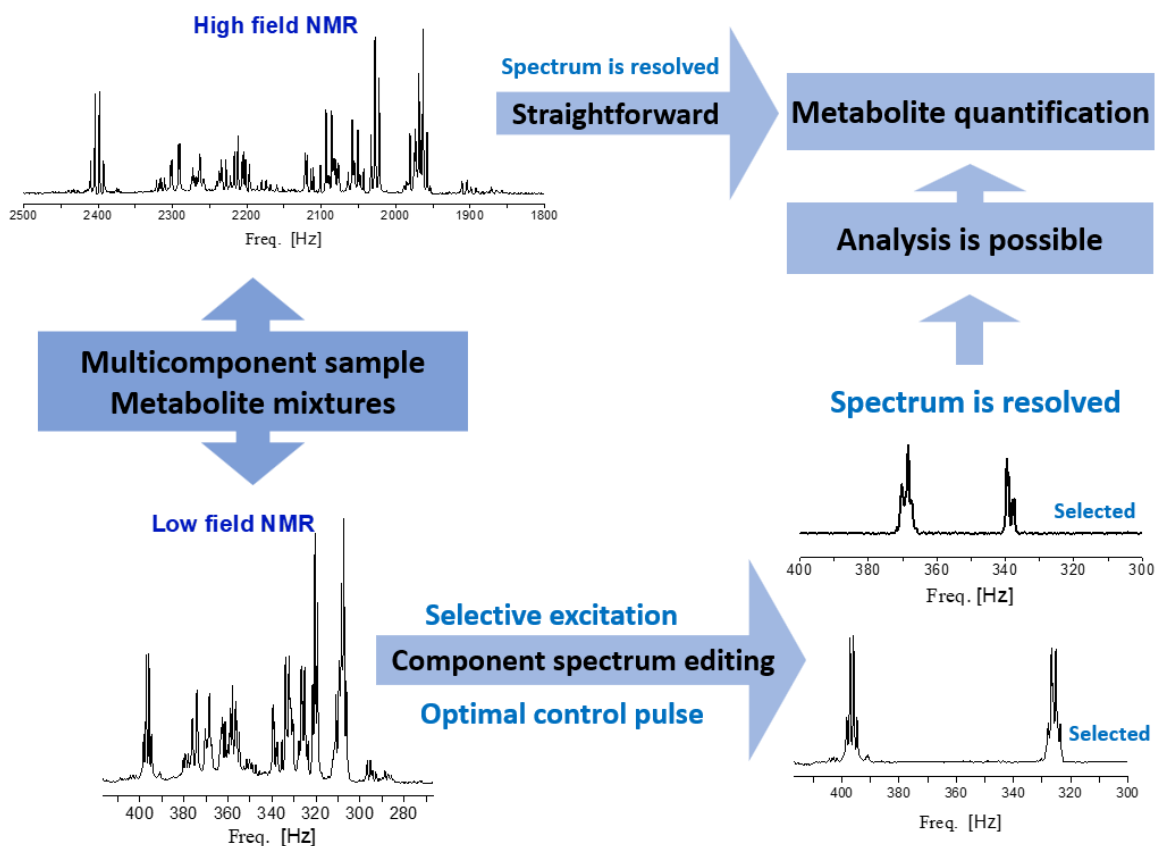 High field NMR
2500 2400 2300 2200 2100 2000 1900 1800
Freq. [Hz]
Spectrum is resolved
Straightforward
Metabolite quantification
Analysis is possible
Multicomponent sample
Metabolite mixtures
Spectrum is resolved
Selected
400 360 340 320 300
Freq. [Hz]
Low field NMR
400 380 360 340 320 300 280
Freq. [Hz]
Selective excitation
Component spectrum editing
Optimal control pulse
Selected
400 360 340 320 300
Freq. [Hz]